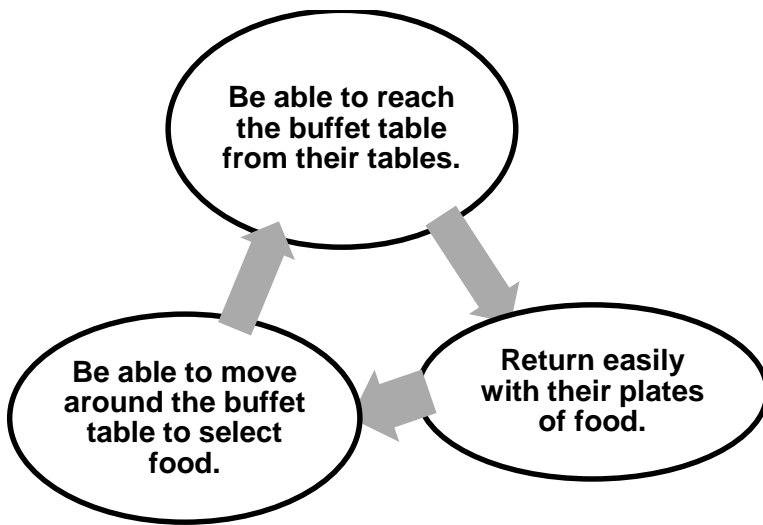 Be able to reach
the buffet table
from their tables.
Return easily
with their plates
of food.
Be able to move
around the buffet
table to select
food.